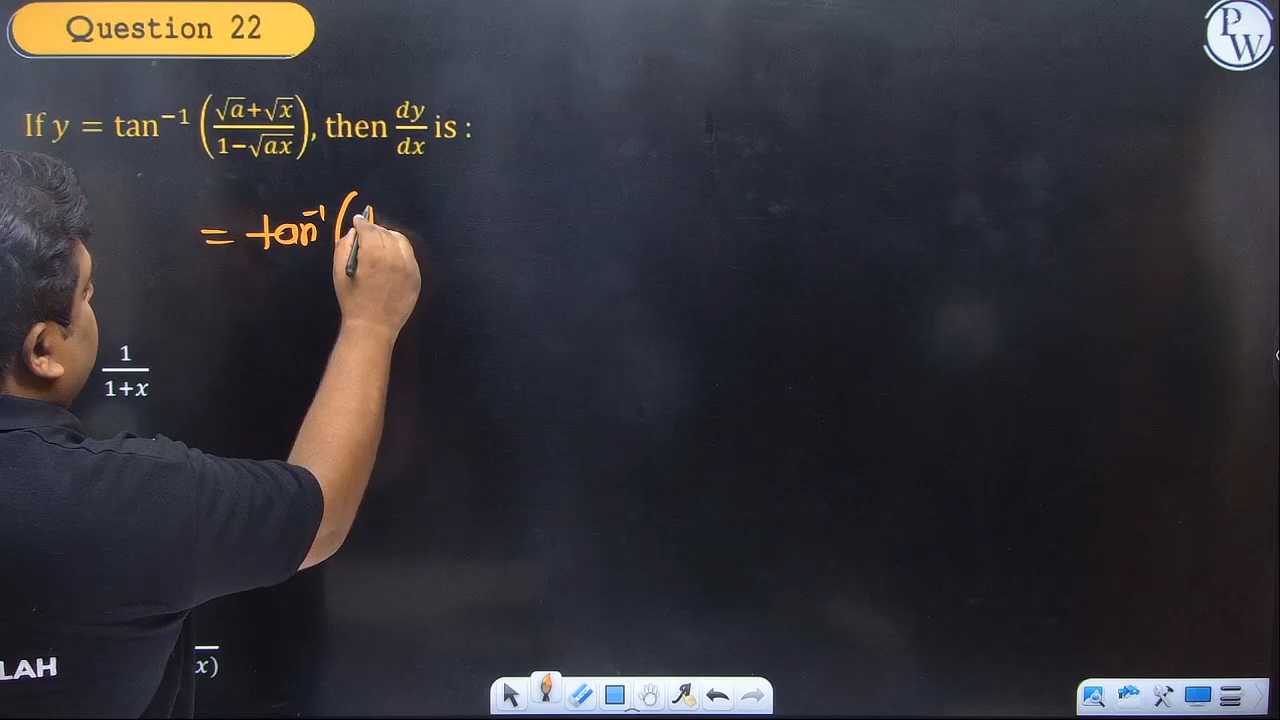 Question 22
PW
If y = tan⁻¹ ((√a+√x)/(1−√ax)), then dy/dx is :
= tan⁻¹ (
1/(1+x)
LAH
x)